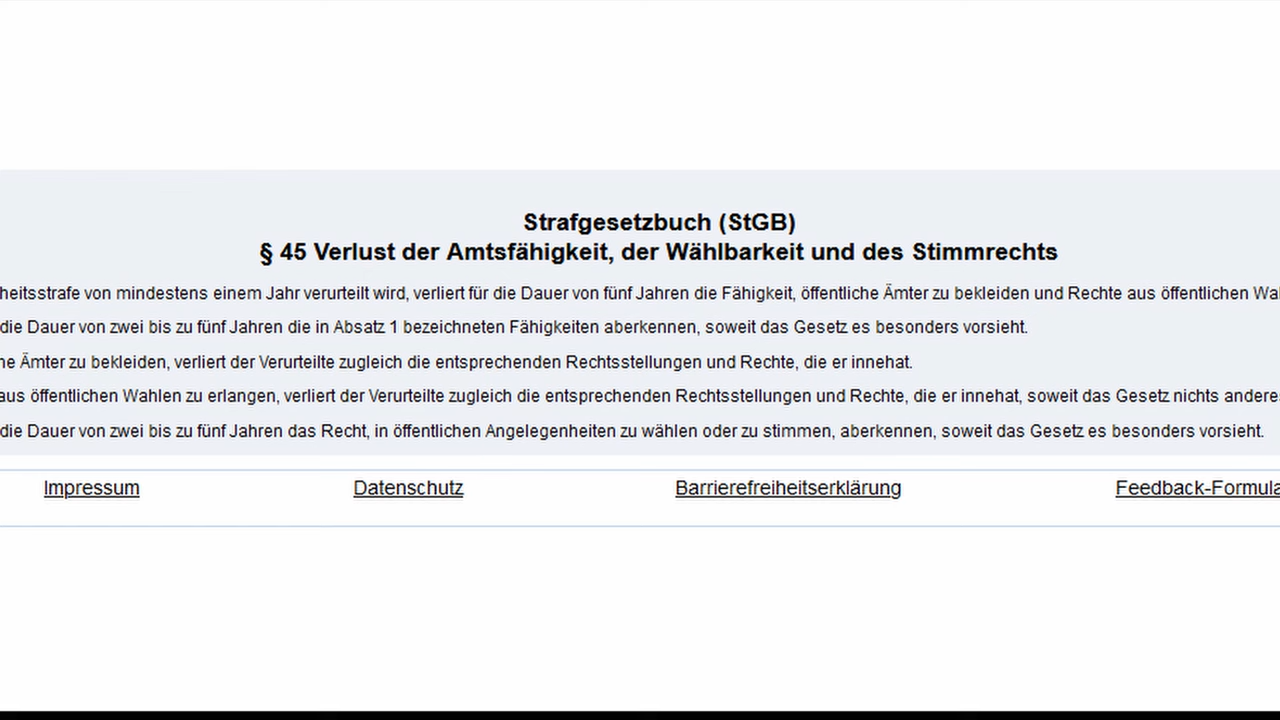 Strafgesetzbuch (StGB)
§ 45 Verlust der Amtsfähigkeit, der Wählbarkeit und des Stimmrechts
heitsstrafe von mindestens einem Jahr verurteilt wird, verliert für die Dauer von fünf Jahren die Fähigkeit, öffentliche Ämter zu bekleiden und Rechte aus öffentlichen Wa
die Dauer von zwei bis zu fünf Jahren die in Absatz 1 bezeichneten Fähigkeiten aberkennen, soweit das Gesetz es besonders vorsieht.
he Ämter zu bekleiden, verliert der Verurteilte zugleich die entsprechenden Rechtsstellungen und Rechte, die er innehat.
aus öffentlichen Wahlen zu erlangen, verliert der Verurteilte zugleich die entsprechenden Rechtsstellungen und Rechte, die er innehat, soweit das Gesetz nichts andere
die Dauer von zwei bis zu fünf Jahren das Recht, in öffentlichen Angelegenheiten zu wählen oder zu stimmen, aberkennen, soweit das Gesetz es besonders vorsieht.
Impressum Datenschutz Barrierefreiheitserklärung Feedback-Formula